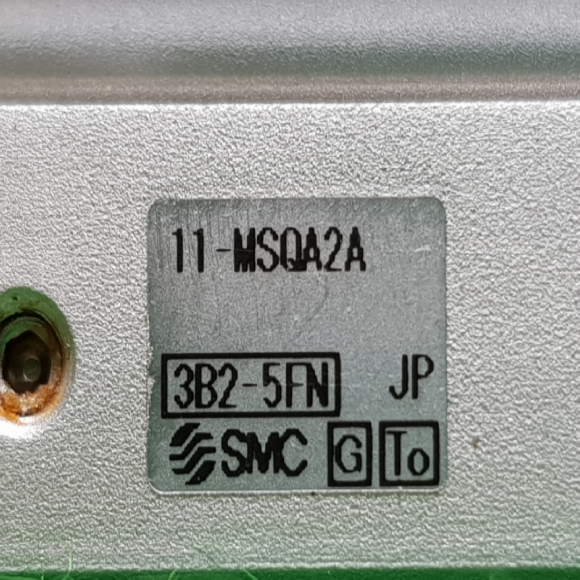 11-MSQA2A
3B2-5FN JP
SMC G To